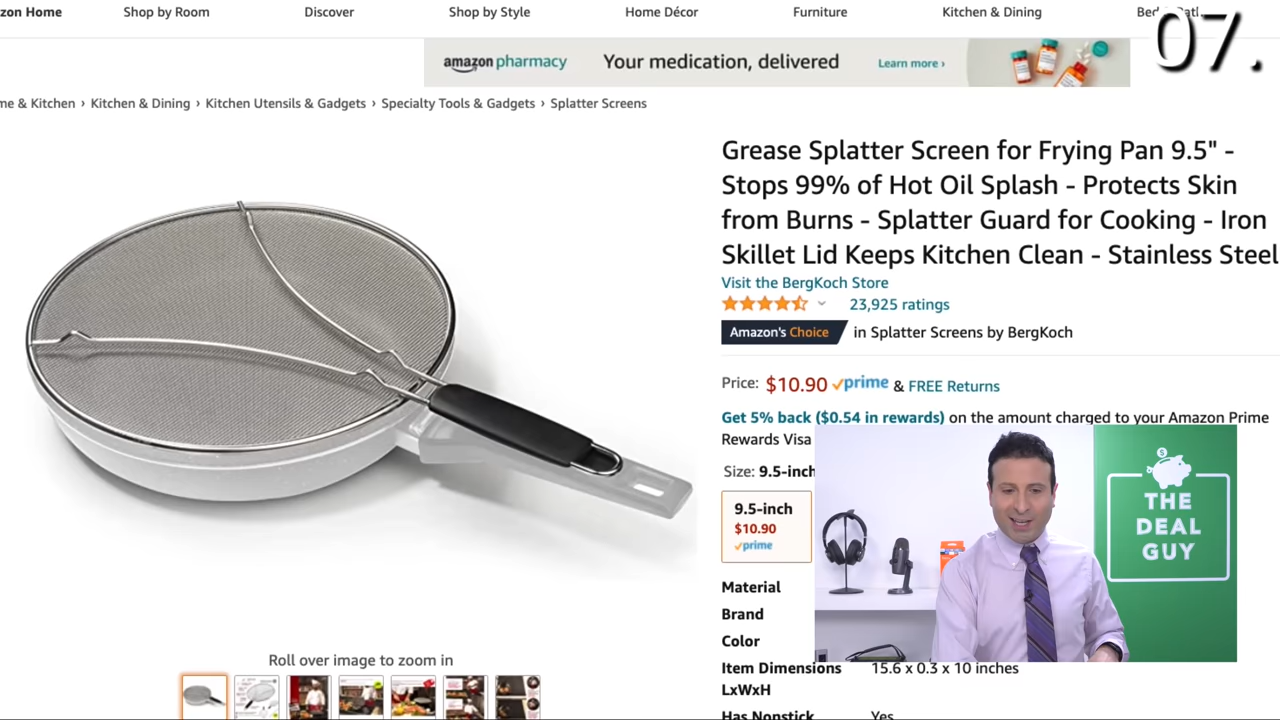 zon Home Shop by Room Discover Shop by Style Home Décor Furniture Kitchen & Dining
07.
amazon pharmacy Your medication, delivered Learn more ›
me & Kitchen › Kitchen & Dining › Kitchen Utensils & Gadgets › Specialty Tools & Gadgets › Splatter Screens
Grease Splatter Screen for Frying Pan 9.5" -
Stops 99% of Hot Oil Splash - Protects Skin
from Burns - Splatter Guard for Cooking - Iron
Skillet Lid Keeps Kitchen Clean - Stainless Steel
Visit the BergKoch Store
23,925 ratings
Amazon's Choice in Splatter Screens by BergKoch
Price: $10.90 prime & FREE Returns
Get 5% back ($0.54 in rewards) on the amount charged to your Amazon Prime
Rewards Visa
Size: 9.5-inch
9.5-inch
$10.90
prime
THE
DEAL
GUY
Material
Brand
Color
Item Dimensions 15.6 x 0.3 x 10 inches
LxWxH
Has Nonstick Yes
Roll over image to zoom in